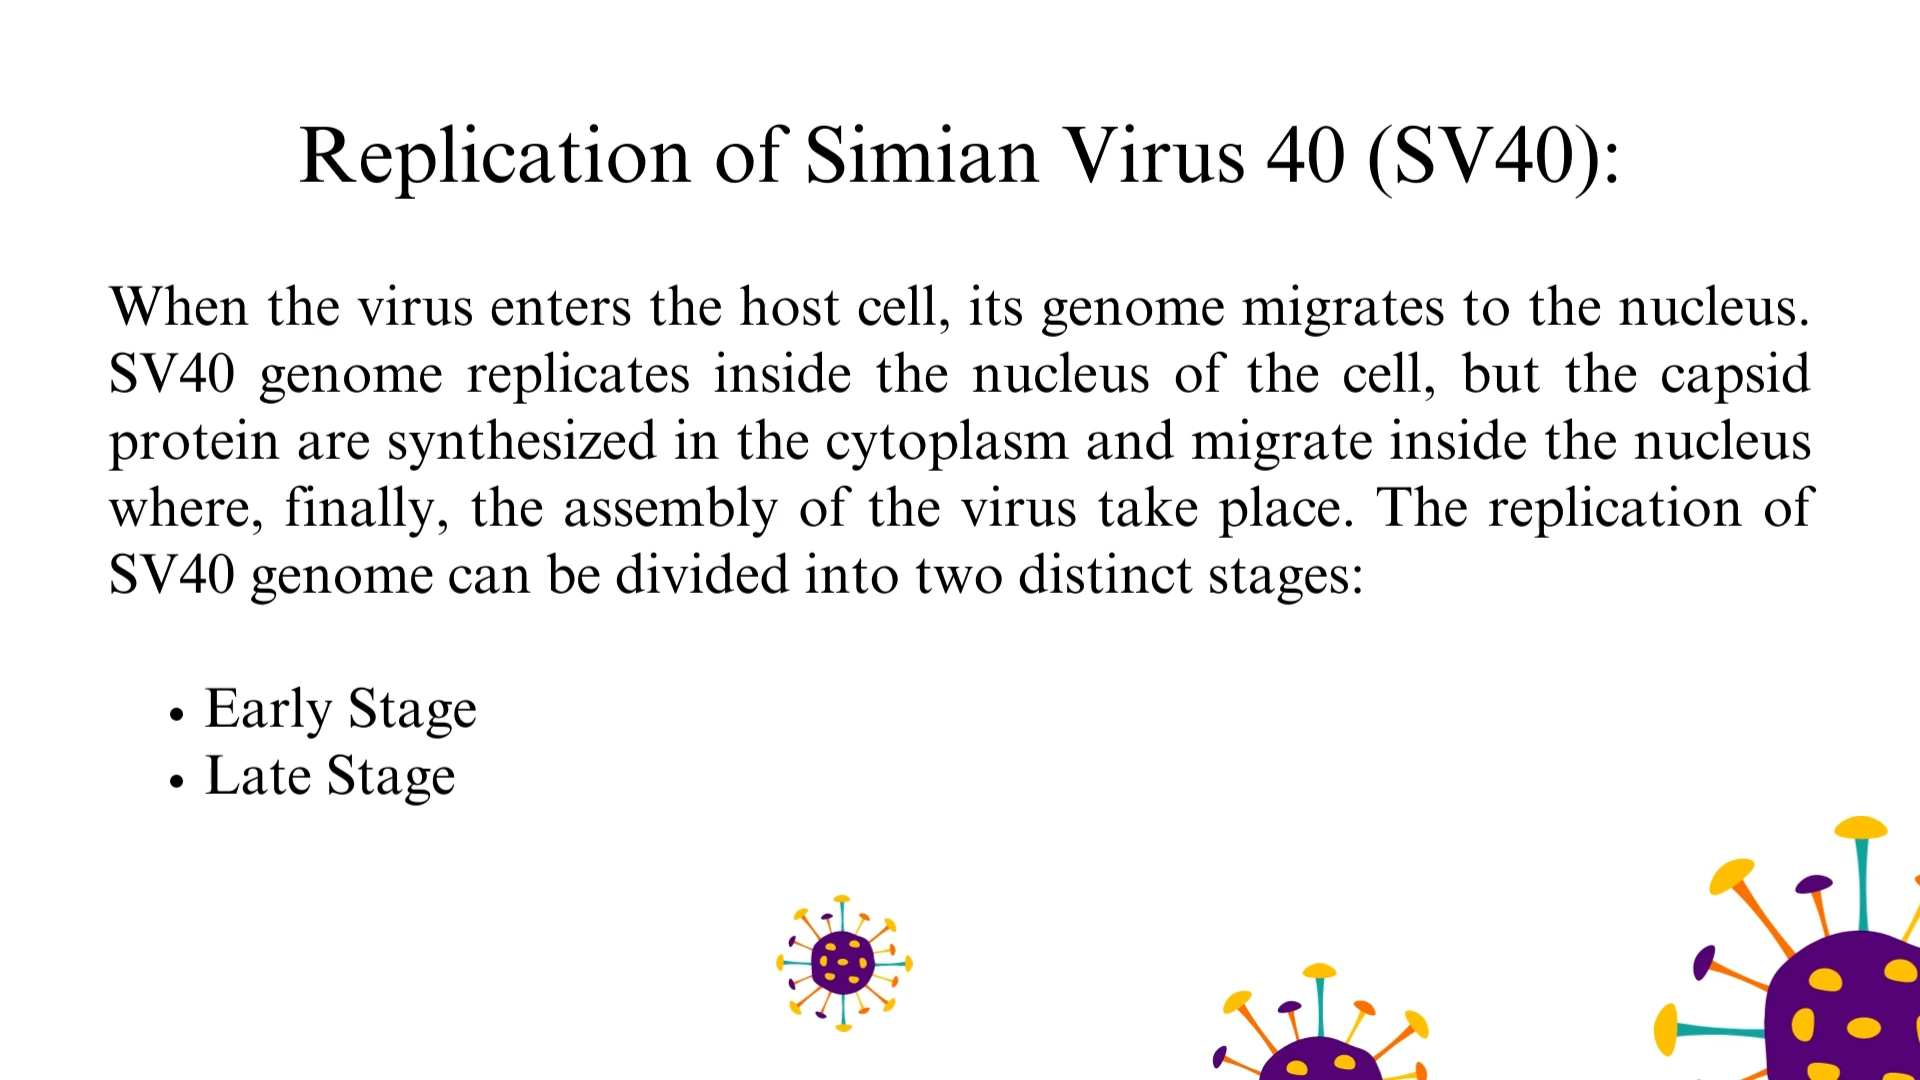 Replication of Simian Virus 40 (SV40):
When the virus enters the host cell, its genome migrates to the nucleus.
SV40 genome replicates inside the nucleus of the cell, but the capsid
protein are synthesized in the cytoplasm and migrate inside the nucleus
where, finally, the assembly of the virus take place. The replication of
SV40 genome can be divided into two distinct stages:
• Early Stage
• Late Stage